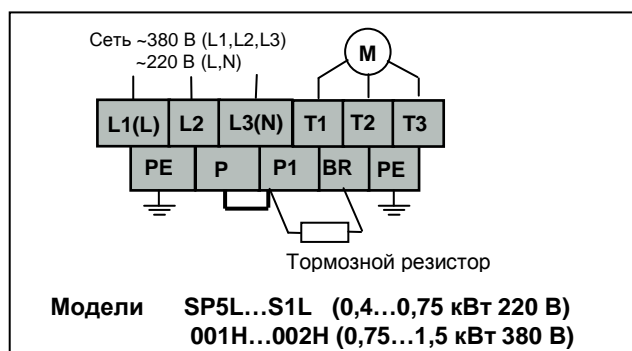 Сеть ~380 В (L1,L2,L3)
~220 В (L,N)
M
L1(L) L2 L3(N) T1 T2 T3
PE P P1 BR PE
Тормозной резистор
Модели SP5L...S1L (0,4...0,75 кВт 220 В)
001H...002H (0,75...1,5 кВт 380 В)